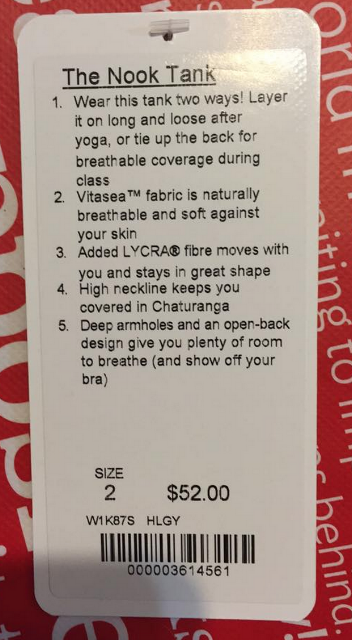 The Nook Tank
1. Wear this tank two ways! Layer
it on long and loose after
yoga, or tie up the back for
breathable coverage during
class
2. Vitasea™ fabric is naturally
breathable and soft against
your skin
3. Added LYCRA® fibre moves with
you and stays in great shape
4. High neckline keeps you
covered in Chaturanga
5. Deep armholes and an open-back
design give you plenty of room
to breathe (and show off your
bra)
SIZE
2 $52.00
W1K87S HLGY
000003614561